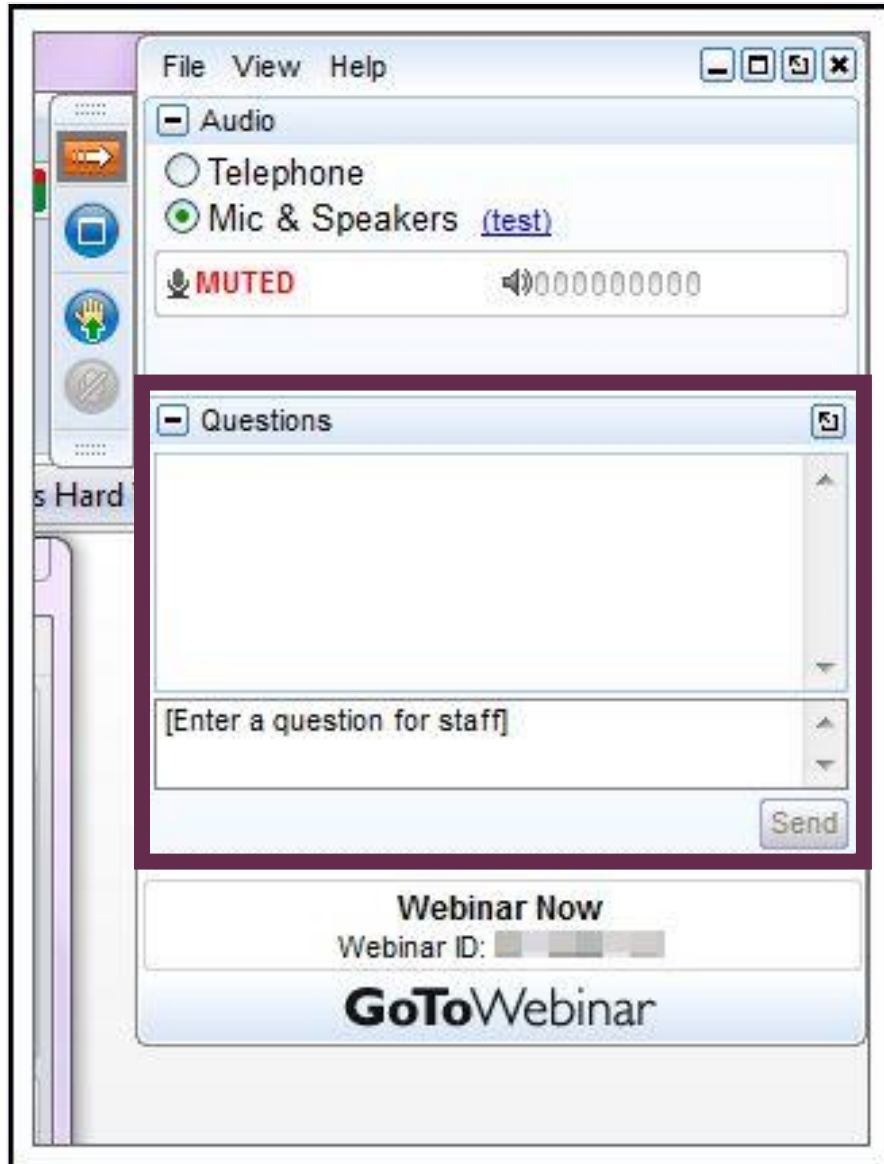 File View Help
Audio
Telephone
Mic & Speakers (test)
MUTED
Questions
s Hard
[Enter a question for staff]
Send
Webinar Now
Webinar ID:
GoToWebinar